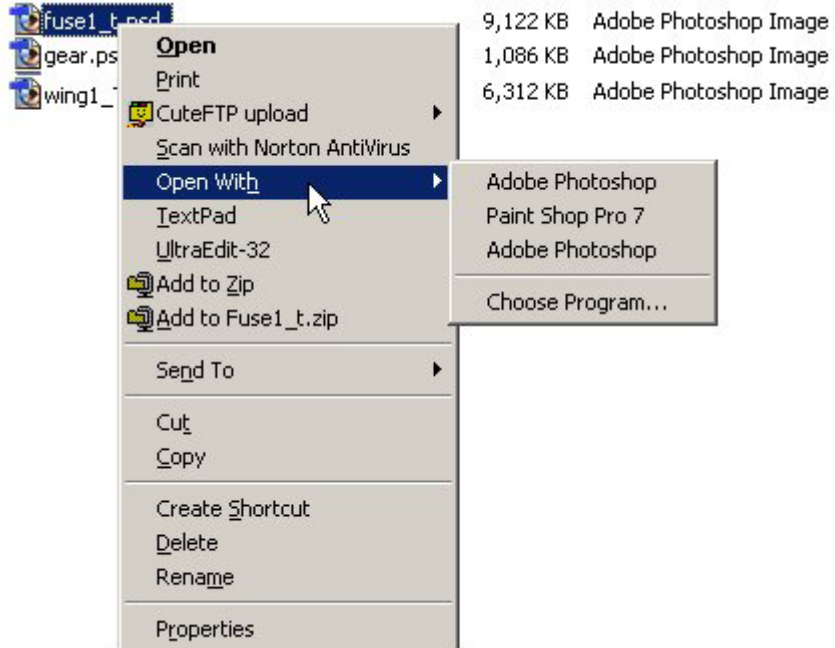 fuse1_t.psd 9,122 KB Adobe Photoshop Image
gear.ps 1,086 KB Adobe Photoshop Image
wing1_ 6,312 KB Adobe Photoshop Image
Open
Print
CuteFTP upload
Scan with Norton AntiVirus
Open With
TextPad
UltraEdit-32
Add to Zip
Add to Fuse1_t.zip
Send To
Cut
Copy
Create Shortcut
Delete
Rename
Properties
Adobe Photoshop
Paint Shop Pro 7
Adobe Photoshop
Choose Program...